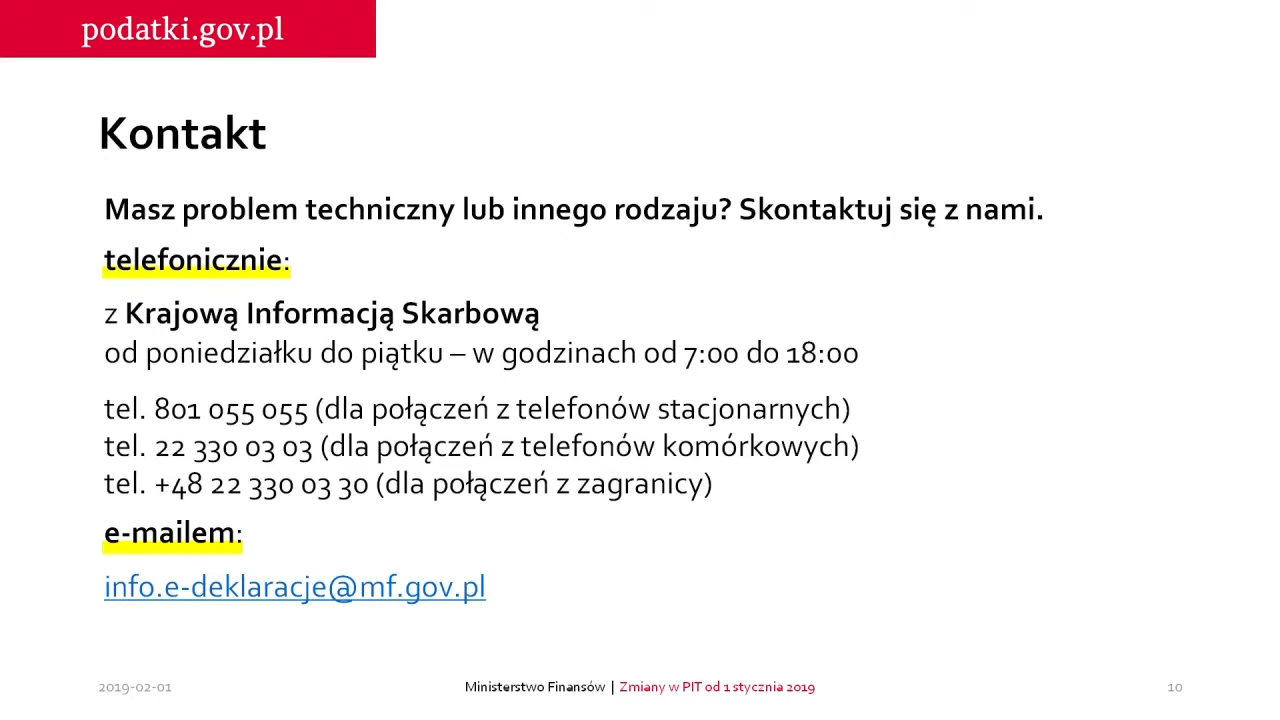 podatki.gov.pl
Kontakt
Masz problem techniczny lub innego rodzaju? Skontaktuj się z nami.
telefonicznie:
z Krajową Informacją Skarbową
od poniedziałku do piątku – w godzinach od 7:00 do 18:00
tel. 801 055 055 (dla połączeń z telefonów stacjonarnych)
tel. 22 330 03 03 (dla połączeń z telefonów komórkowych)
tel. +48 22 330 03 30 (dla połączeń z zagranicy)
e-mailem:
info.e-deklaracje@mf.gov.pl
2019-02-01
Ministerstwo Finansów | Zmiany w PIT od 1 stycznia 2019
10